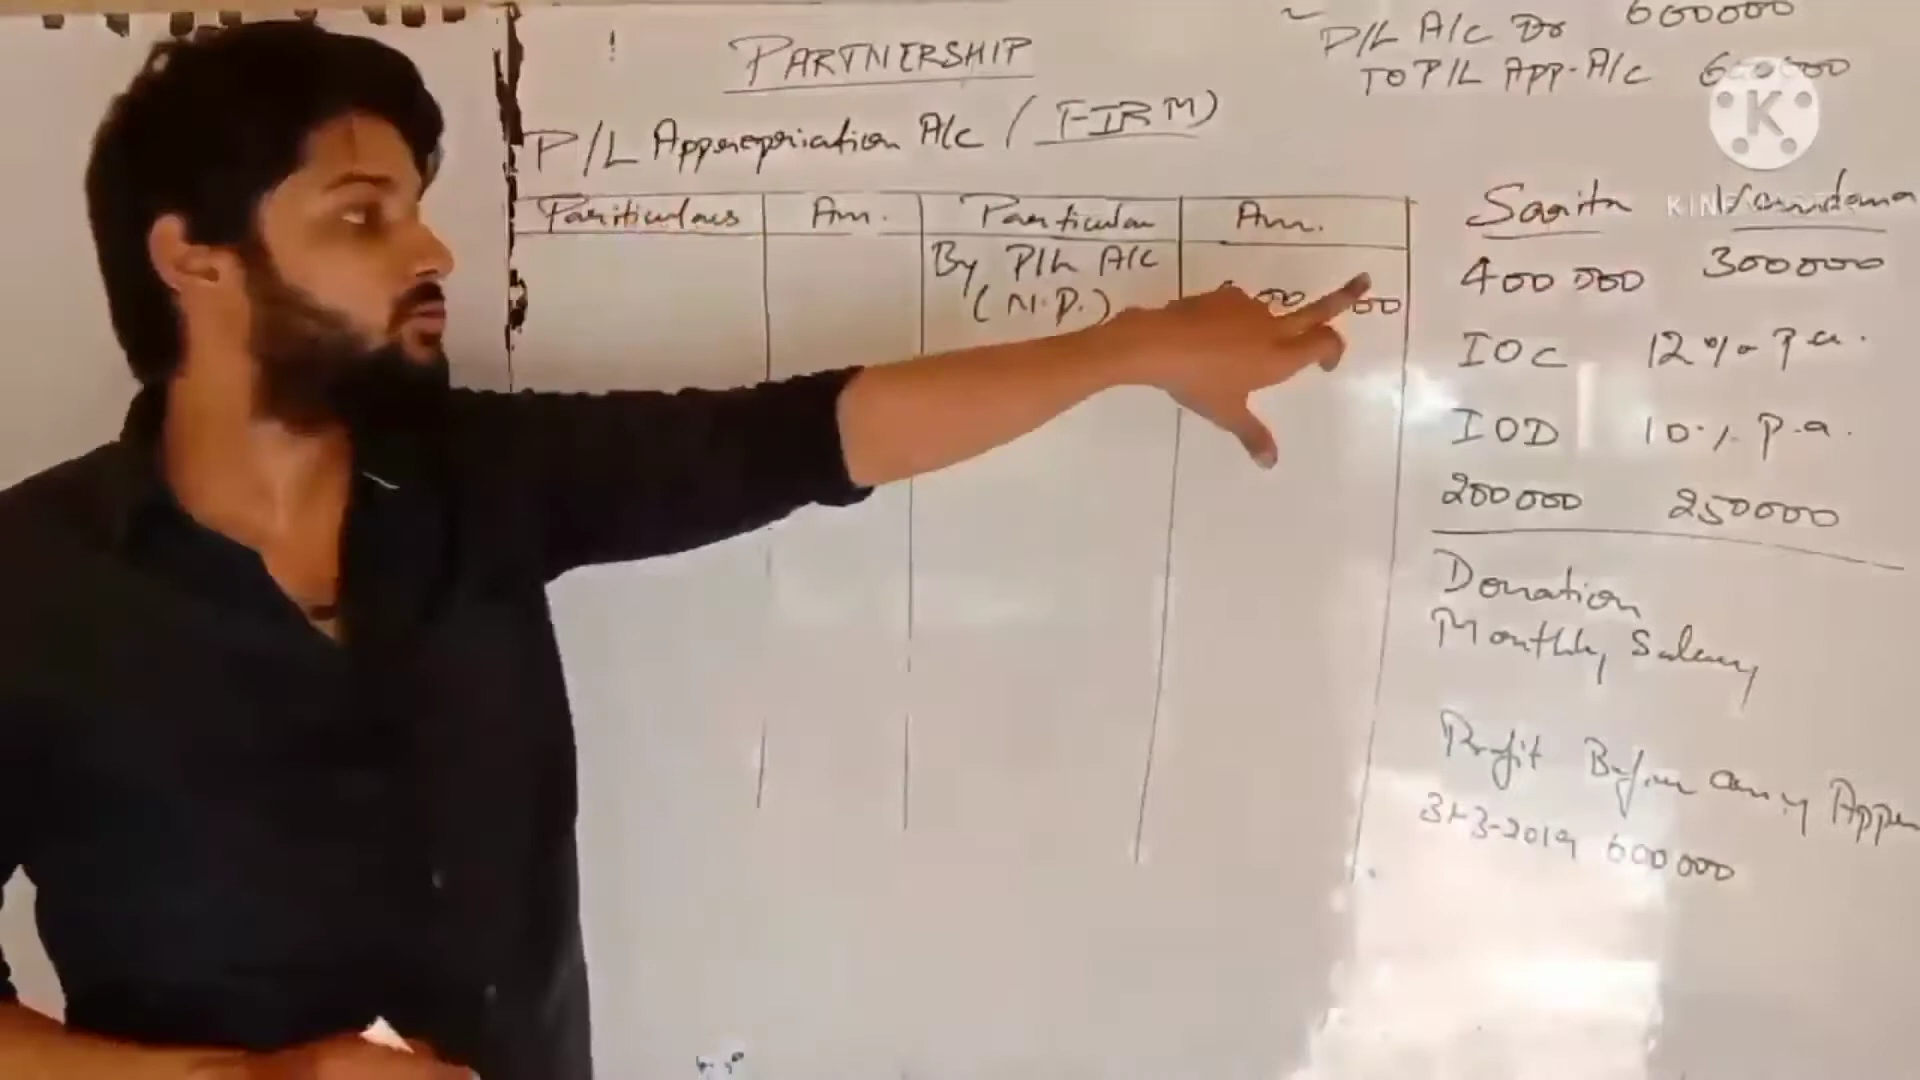 PARTNERSHIP
P/L Appropriation A/c (FIRM)
Particulars Am. Particular Am.
By P/L A/c
(N.P.)
P/L A/c Dr 600000
TO P/L App-A/c 600000
K
Sarita Vandana
400000 300000
IOC 12% p.a.
IOD 10% p.a.
200000 250000
Donation
Monthly Salary
Profit Before any Appr
31-3-2019 600000